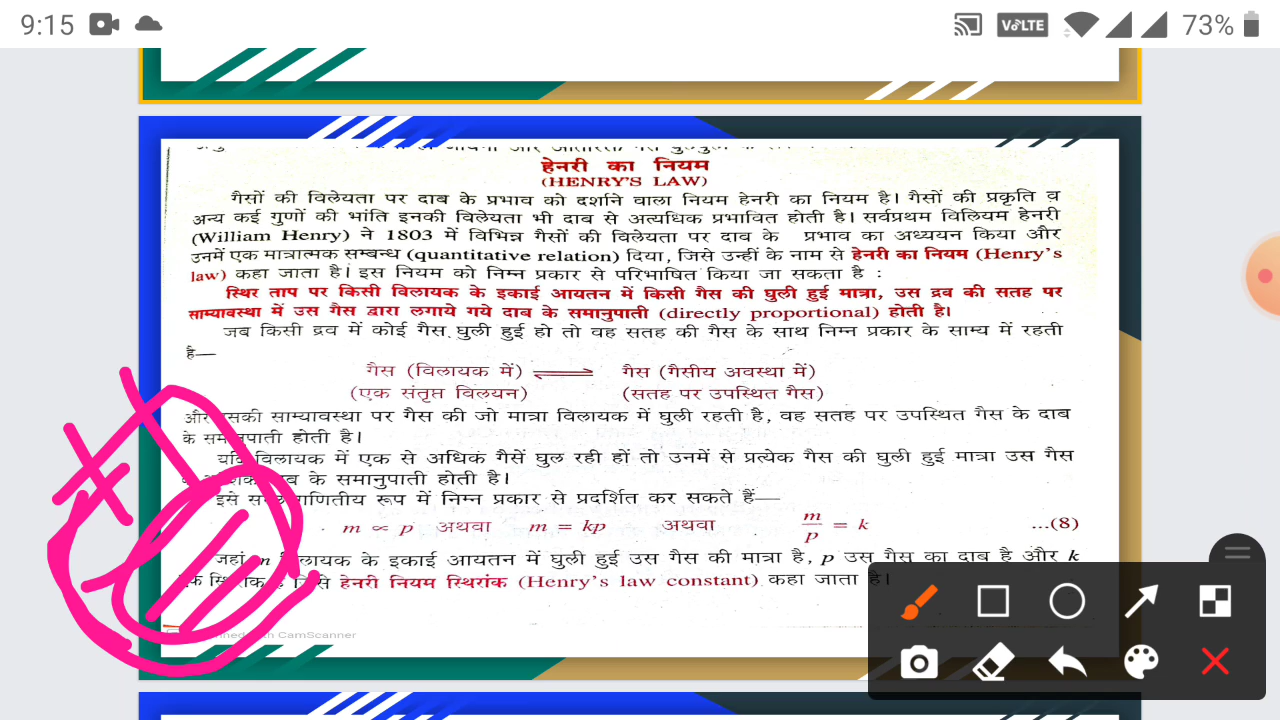 9:15
VoLTE
73%
हेनरी का नियम
(HENRY'S LAW)
गैसों की विलेयता पर दाब के प्रभाव को दर्शाने वाला नियम हेनरी का नियम है। गैसों की प्रकृति व
अन्य कई गुणों की भांति इनकी विलेयता भी दाब से अत्यधिक प्रभावित होती है। सर्वप्रथम विलियम हेनरी
(William Henry) ने 1803 में विभिन्न गैसों की विलेयता पर दाब के प्रभाव का अध्ययन किया और
उनमें एक मात्रात्मक सम्बन्ध (quantitative relation) दिया, जिसे उन्हीं के नाम से हेनरी का नियम (Henry's
law) कहा जाता है। इस नियम को निम्न प्रकार से परिभाषित किया जा सकता है :
स्थिर ताप पर किसी विलायक के इकाई आयतन में किसी गैस की घुली हुई मात्रा, उस द्रव की सतह पर
साम्यावस्था में उस गैस द्वारा लगाये गये दाब के समानुपाती (directly proportional) होती है।
जब किसी द्रव में कोई गैस घुली हुई हो तो वह सतह की गैस के साथ निम्न प्रकार के साम्य में रहती
है—
गैस (विलायक में) ⇌ गैस (गैसीय अवस्था में)
(एक संतृप्त विलयन) (सतह पर उपस्थित गैस)
और साम्यावस्था पर गैस की जो मात्रा विलायक में घुली रहती है, वह सतह पर उपस्थित गैस के दाब
के समानुपाती होती है।
यदि विलायक में एक से अधिक गैसें घुल रही हों तो उनमें से प्रत्येक गैस की घुली हुई मात्रा उस गैस
के समानुपाती होती है।
इसे गणितीय रूप में निम्न प्रकार से प्रदर्शित कर सकते हैं—
m ∝ p अथवा m = kp अथवा m/p = k ...(8)
जहां m विलायक के इकाई आयतन में घुली हुई उस गैस की मात्रा है, p उस गैस का दाब है और k
हेनरी नियम स्थिरांक (Henry's law constant) कहा जाता है।
CamScanner